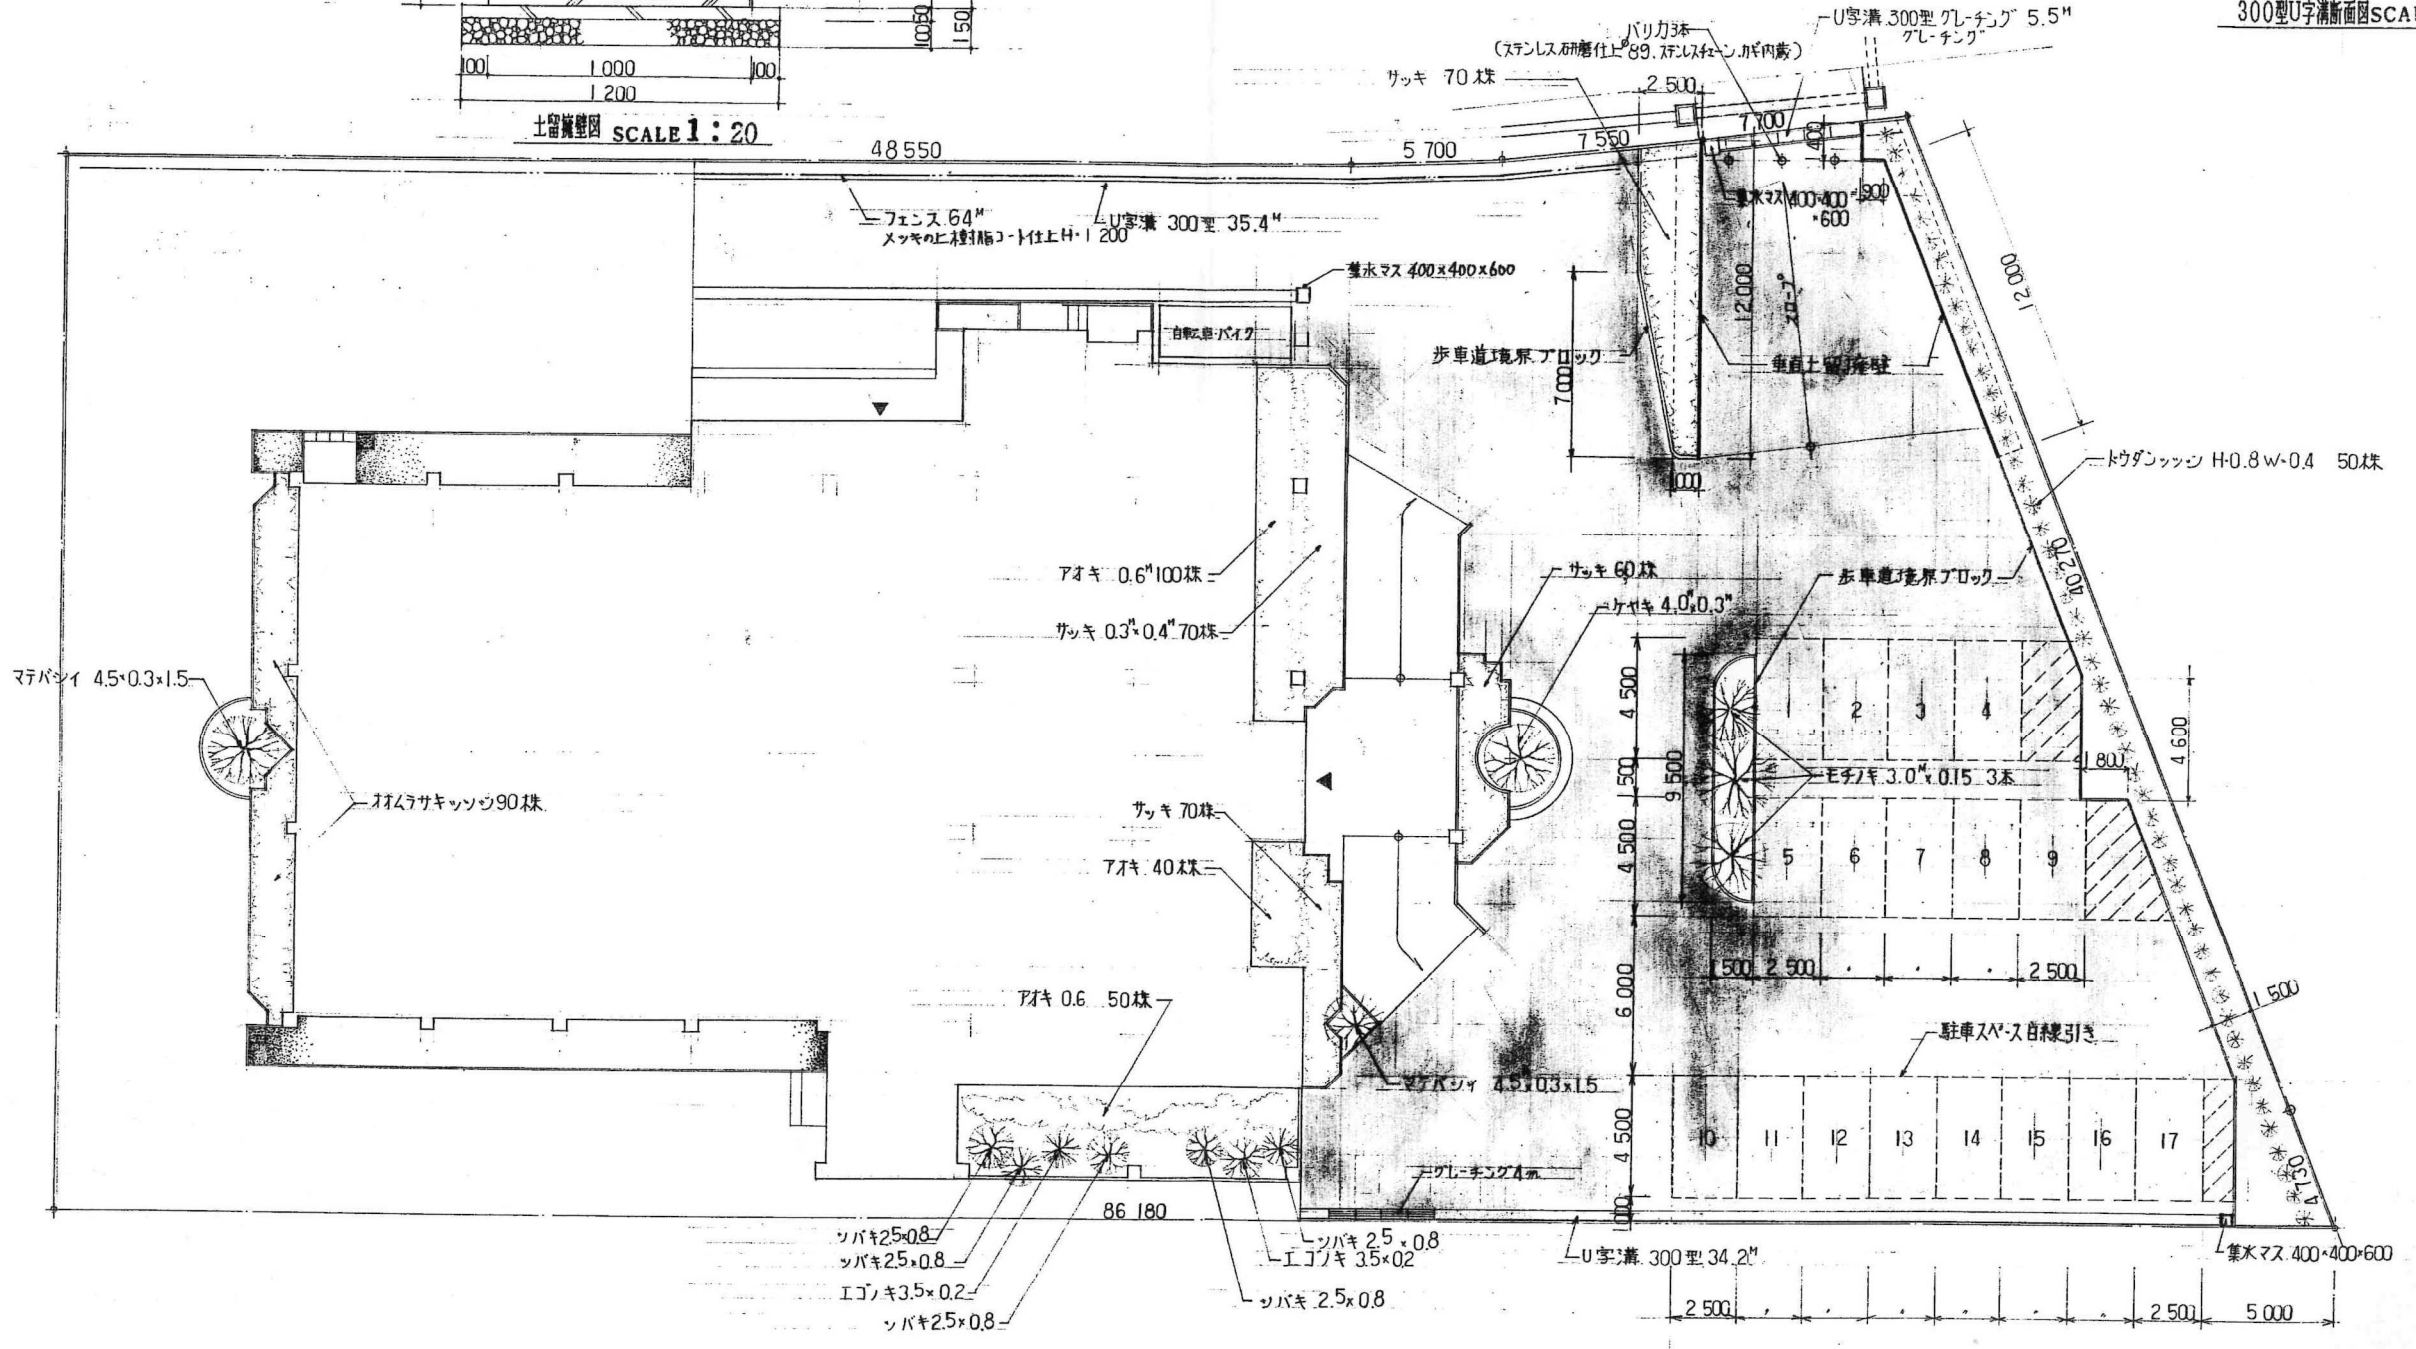 1050
150
100
1.000
100
1 200
土留擁壁図 SCALE 1:20
300型U字溝断面図SCA
バリカ3本
(ステンレス研磨仕上 89.ステンレスチェーン.カギ内蔵)
U字溝.300型 グレーチング 5.5M
グレーチング
サッキ 70株
2 500
7 700
400
7 550
48 550
5 700
フェンス.64M
メッキの上樹脂コート仕上 H・1 200
U字溝 300型 35.4M
集水マス 400×400
×600
900
集水マス 400×400×600
自転車・バイク
歩車道境界ブロック
7 000
12 000
スロープ
垂直土留擁壁
12 000
1 000
トウダンツッジ H・0.8 W・0.4 50株
アオキ 0.6M 100株
サッキ 0.3M×0.4M 70株
サッキ 60株
ケヤキ 4.0M×0.3M
歩車道境界ブロック
40 270
マテバシイ 4.5×0.3×1.5
オオムラサキツツジ90株
4 500
9 500
1 500
4 500
1
2
3
4
モチノキ 3.0M×0.15 3本
1 800
4 600
サッキ 70株
アオキ 40株
5
6
7
8
9
1 500
2 500
2 500
6 000
1 500
アオキ 0.6 50株
駐車スペース白線引き
マテバシイ 4.5×0.3×1.5
4 500
10
11
12
13
14
15
16
17
グレーチング4m
4 730
1 000
86 180
ツバキ2.5×0.8
ツバキ2.5×0.8
エゴノキ3.5×0.2
ツバキ2.5×0.8
ツバキ 2.5×0.8
エゴノキ 3.5×0.2
ツバキ 2.5×0.8
U字溝 300型 34.2M
集水マス 400×400×600
2 500
2 500
5 000